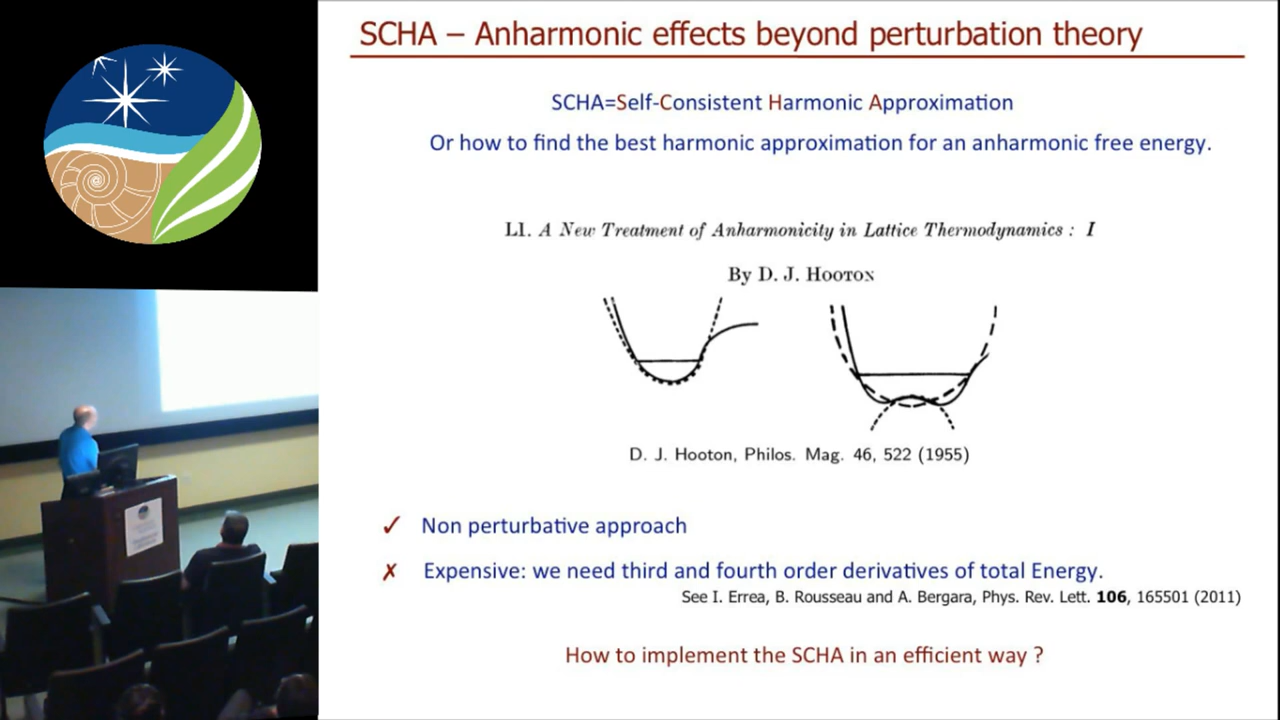 SCHA – Anharmonic effects beyond perturbation theory
SCHA=Self-Consistent Harmonic Approximation
Or how to find the best harmonic approximation for an anharmonic free energy.
LI. A New Treatment of Anharmonicity in Lattice Thermodynamics : I
By D. J. Hooton
D. J. Hooton, Philos. Mag. 46, 522 (1955)
✓ Non perturbative approach
✗ Expensive: we need third and fourth order derivatives of total Energy.
See I. Errea, B. Rousseau and A. Bergara, Phys. Rev. Lett. 106, 165501 (2011)
How to implement the SCHA in an efficient way ?